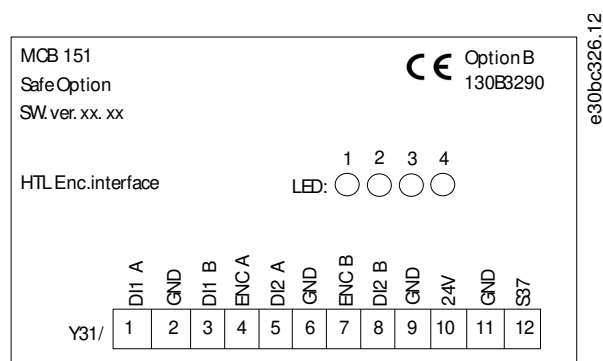 e30bc326.12
MCB 151
Safe Option
SW. ver. xx. xx
CE Option B
130B3290
HTL Enc.interface
1 2 3 4
LED:
DI1 A GND DI1 B ENC A DI2 A GND ENC B DI2 B GND 24V GND S37
Y31/ 1 2 3 4 5 6 7 8 9 10 11 12